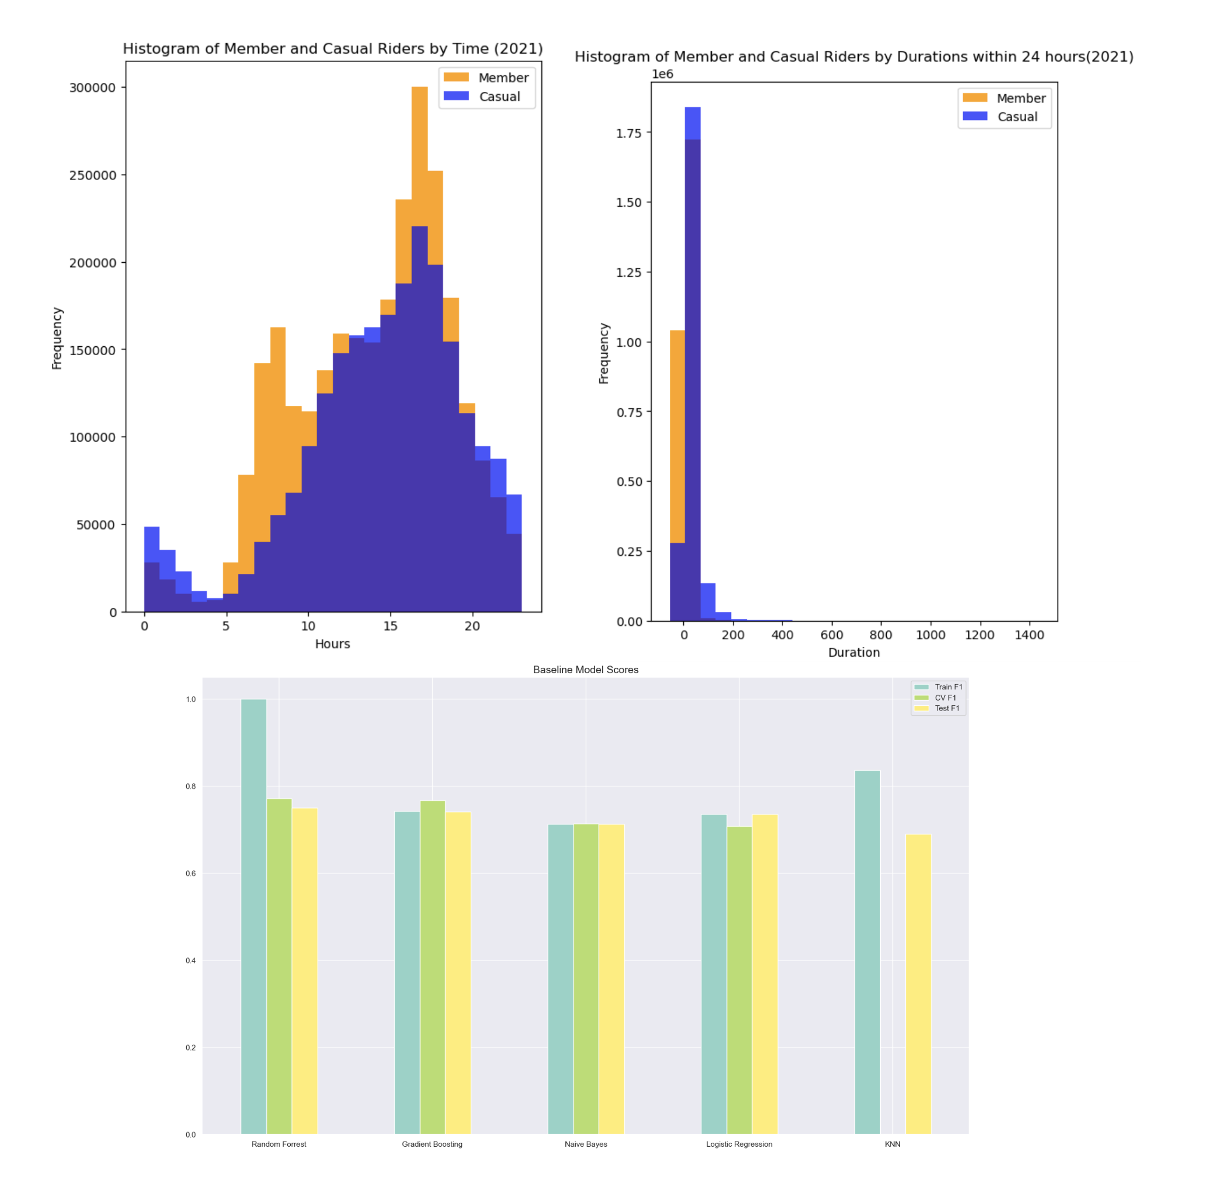 Histogram of Member and Casual Riders by Time (2021)
Member
Casual
300000
250000
200000
150000
100000
50000
0
Frequency
0 5 10 15 20
Hours
Histogram of Member and Casual Riders by Durations within 24 hours(2021)
1e6
Member
Casual
1.75
1.50
1.25
1.00
0.75
0.50
0.25
0.00
Frequency
0 200 400 600 800 1000 1200 1400
Duration
Baseline Model Scores
Train F1
CV F1
Test F1
1.0
0.8
0.6
0.4
0.2
0.0
Random Forrest Gradient Boosting Naive Bayes Logistic Regression KNN